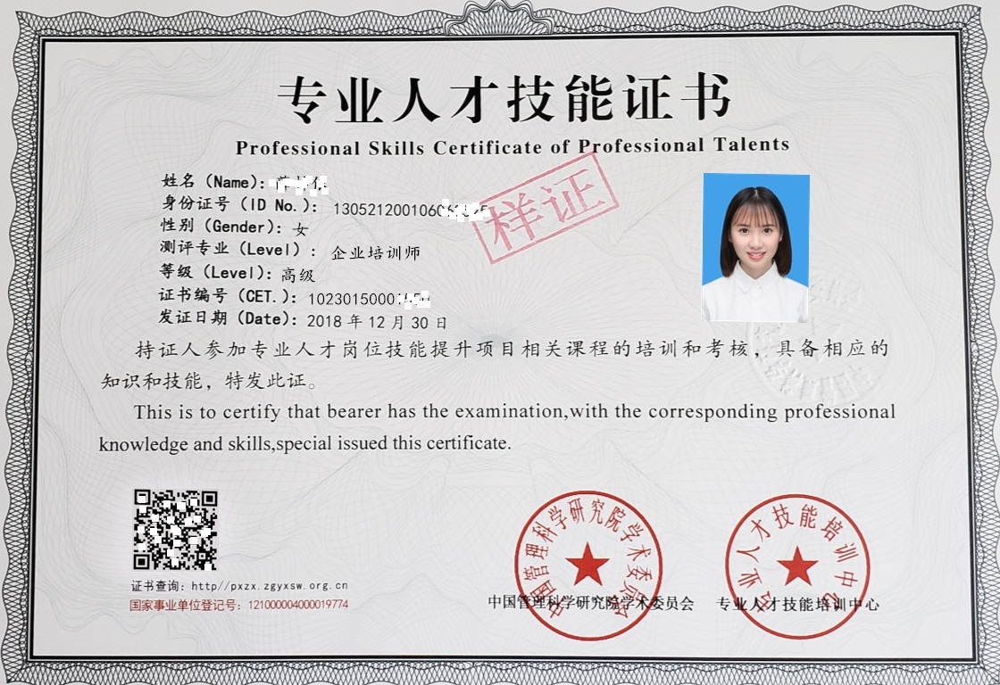 专业人才技能证书
Professional Skills Certificate of Professional Talents
姓名（Name）：
样证
身份证号（ID No.）：
性别（Gender）：女
测评专业（Level）：企业培训师
等级（Level）：高级
证书编号（CET.）：
发证日期（Date）：2018 年 12 月 30 日
持证人参加专业人才岗位技能提升项目相关课程的培训和考核，具备相应的
知识和技能，特发此证。
This is to certify that bearer has the examination,with the corresponding professional
knowledge and skills,special issued this certificate.
中国管理科学研究院学术委员会
专业人才技能培训中心
证书查询：http//pxzx.zgyxsw.org.cn
国家事业单位登记号：121000004000019774
中国管理科学研究院学术委员会
专业人才技能培训中心